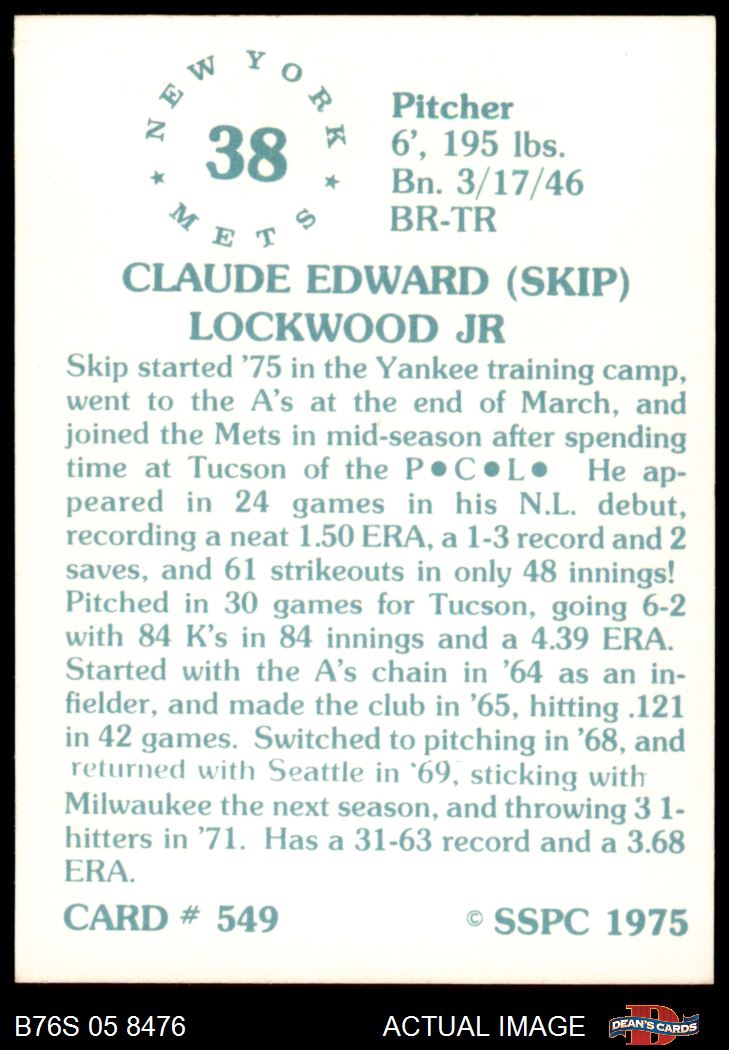 NEW YORK
38
★ METS ★
Pitcher
6', 195 lbs.
Bn. 3/17/46
BR-TR
CLAUDE EDWARD (SKIP)
LOCKWOOD JR
Skip started '75 in the Yankee training camp,
went to the A's at the end of March, and
joined the Mets in mid-season after spending
time at Tucson of the P●C●L● He ap-
peared in 24 games in his N.L. debut,
recording a neat 1.50 ERA, a 1-3 record and 2
saves, and 61 strikeouts in only 48 innings!
Pitched in 30 games for Tucson, going 6-2
with 84 K's in 84 innings and a 4.39 ERA.
Started with the A's chain in '64 as an in-
fielder, and made the club in '65, hitting .121
in 42 games. Switched to pitching in '68, and
returned with Seattle in '69, sticking with
Milwaukee the next season, and throwing 3 1-
hitters in '71. Has a 31-63 record and a 3.68
ERA.
CARD # 549
© SSPC 1975
B76S 05 8476
ACTUAL IMAGE
D
DEAN'S CARDS